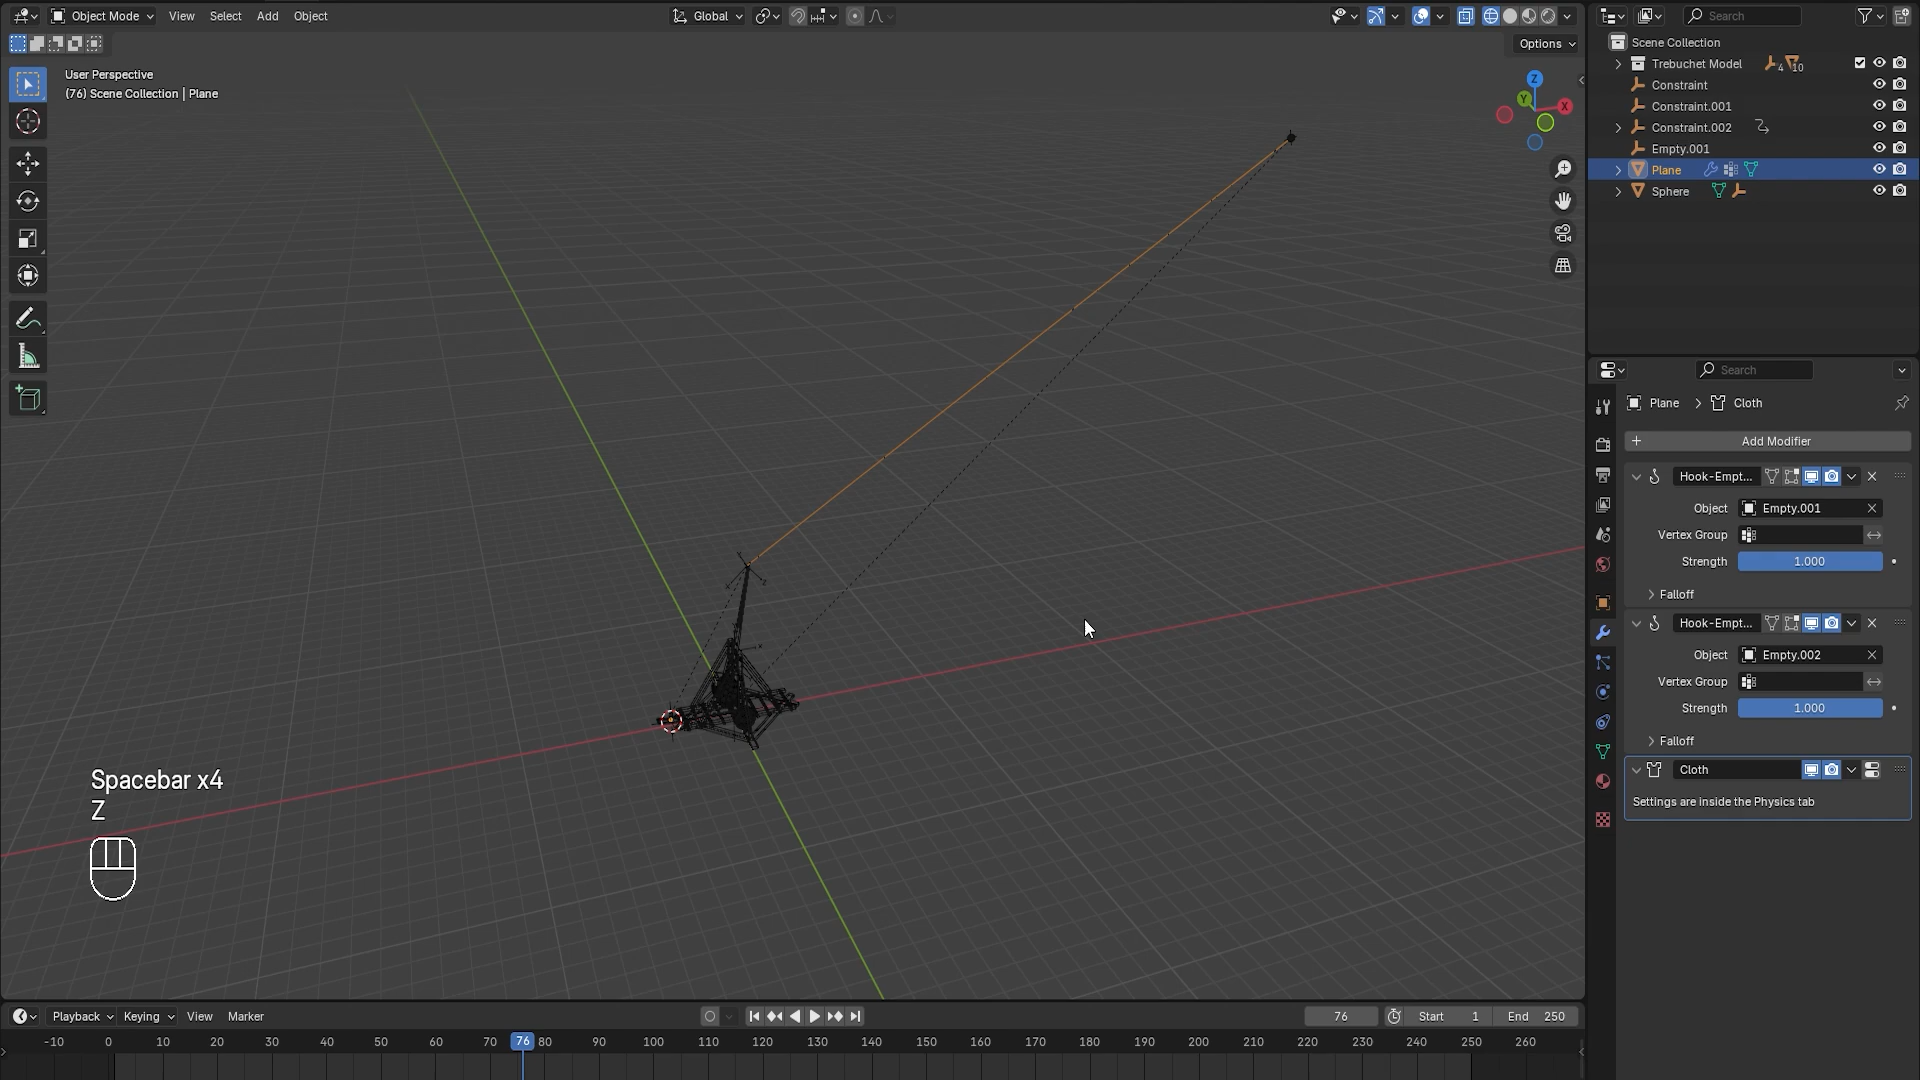 Object Mode View Select Add Object Global
Options
User Perspective
(76) Scene Collection | Plane
Z
Y
X
Search
Scene Collection
Trebuchet Model 4 10
Constraint
Constraint.001
Constraint.002
Empty.001
Plane
Sphere
Search
Plane > Cloth
+ Add Modifier
Hook-Empt...
Object Empty.001
Vertex Group
Strength 1.000
Falloff
Hook-Empt...
Object Empty.002
Vertex Group
Strength 1.000
Falloff
Cloth
Settings are inside the Physics tab
Spacebar x4
Z
Playback Keying View Marker 76 Start 1 End 250
-10 0 10 20 30 40 50 60 70 76 80 90 100 110 120 130 140 150 160 170 180 190 200 210 220 230 240 250 260